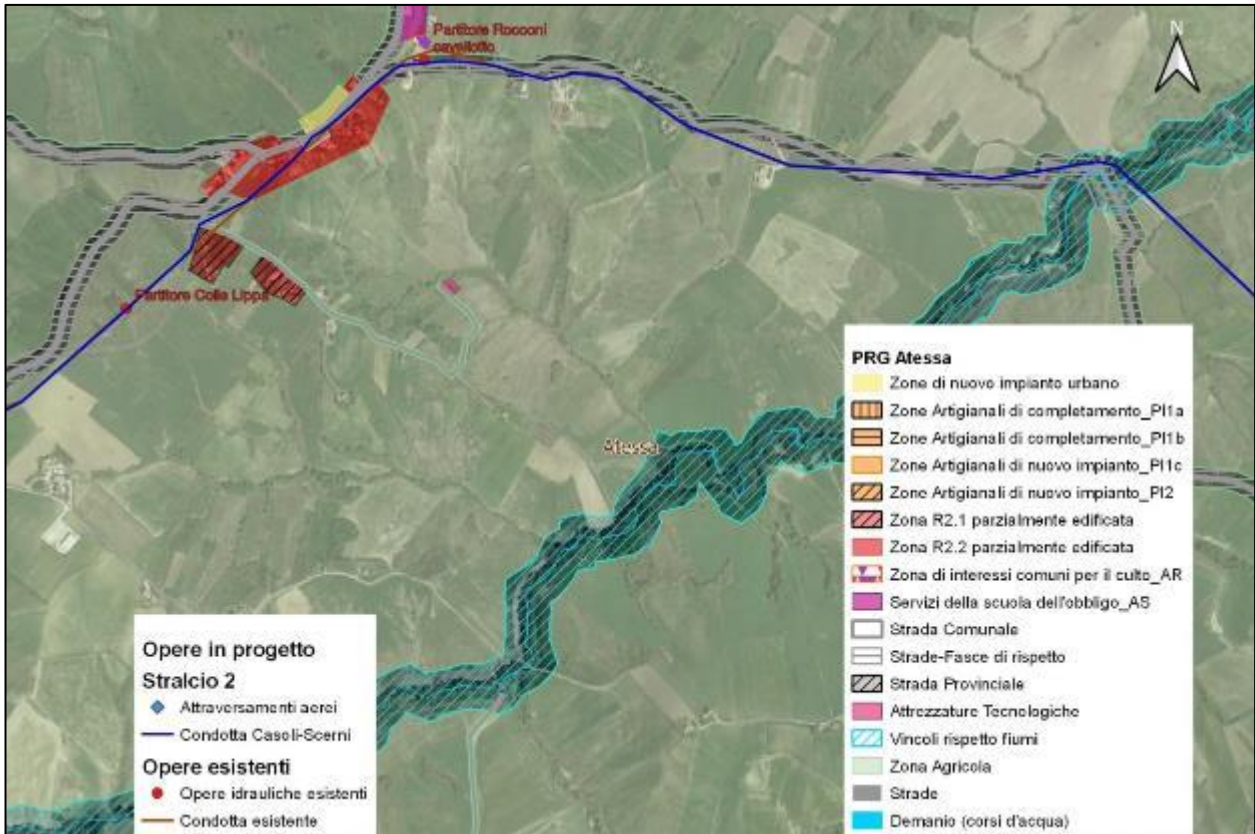 Partitore Rocconi
cavallotto
N
Partitore Colle Lippa
Atessa
PRG Atessa
Zone di nuovo impianto urbano
Zone Artigianali di completamento_PI1a
Zone Artigianali di completamento_PI1b
Zone Artigianali di nuovo impianto_PI1c
Zone Artigianali di nuovo impianto_PI2
Zona R2.1 parzialmente edificata
Zona R2.2 parzialmente edificata
Zona di interessi comuni per il culto_AR
Servizi della scuola dell'obbligo_AS
Strada Comunale
Strade-Fasce di rispetto
Strada Provinciale
Attrezzature Tecnologiche
Vincoli rispetto fiumi
Zona Agricola
Strade
Demanio (corsi d'acqua)
Opere in progetto
Stralcio 2
Attraversamenti aerei
Condotta Casoli-Scerni
Opere esistenti
Opere idrauliche esistenti
Condotta esistente